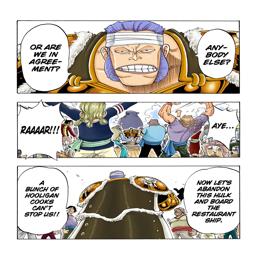 ANY-
BODY
ELSE?
OR ARE
WE IN
AGREE-
MENT?
AYE...
RAAAAR!!!
NOW LET'S
ABANDON
THIS HULK
AND BOARD
THE
RESTAURANT
SHIP.
A
BUNCH OF
HOOLIGAN
COOKS
CAN'T
STOP US!!